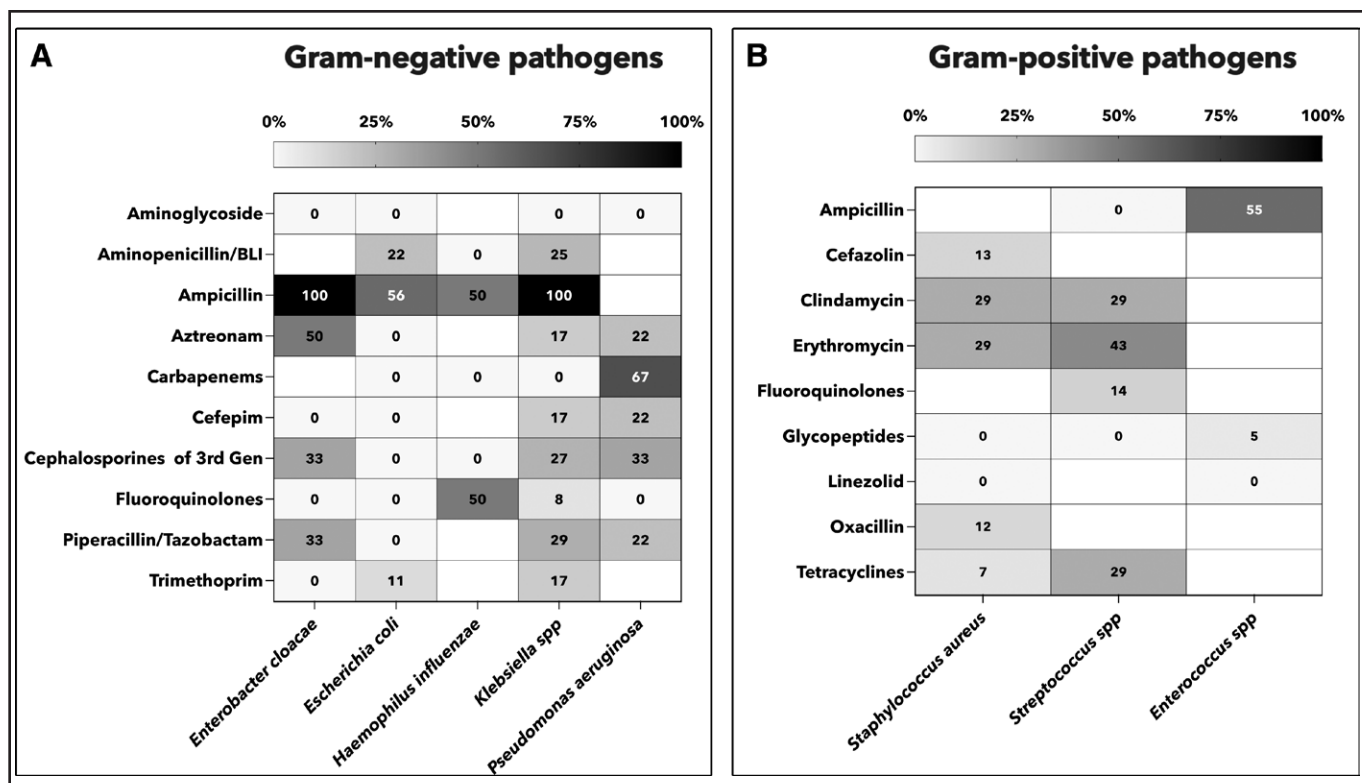 A
Gram-negative pathogens
0% 25% 50% 75% 100%
Aminoglycoside 0 0 0 0
Aminopenicillin/BLI 22 0 25
Ampicillin 100 56 50 100
Aztreonam 50 0 17 22
Carbapenems 0 0 0 67
Cefepim 0 0 17 22
Cephalosporines of 3rd Gen 33 0 0 27 33
Fluoroquinolones 0 0 50 8 0
Piperacillin/Tazobactam 33 0 29 22
Trimethoprim 0 11 17
Enterobacter cloacae
Escherichia coli
Haemophilus influenzae
Klebsiella spp
Pseudomonas aeruginosa
B
Gram-positive pathogens
0% 25% 50% 75% 100%
Ampicillin 0 55
Cefazolin 13
Clindamycin 29 29
Erythromycin 29 43
Fluoroquinolones 14
Glycopeptides 0 0 5
Linezolid 0 0
Oxacillin 12
Tetracyclines 7 29
Staphylococcus aureus
Streptococcus spp
Enterococcus spp